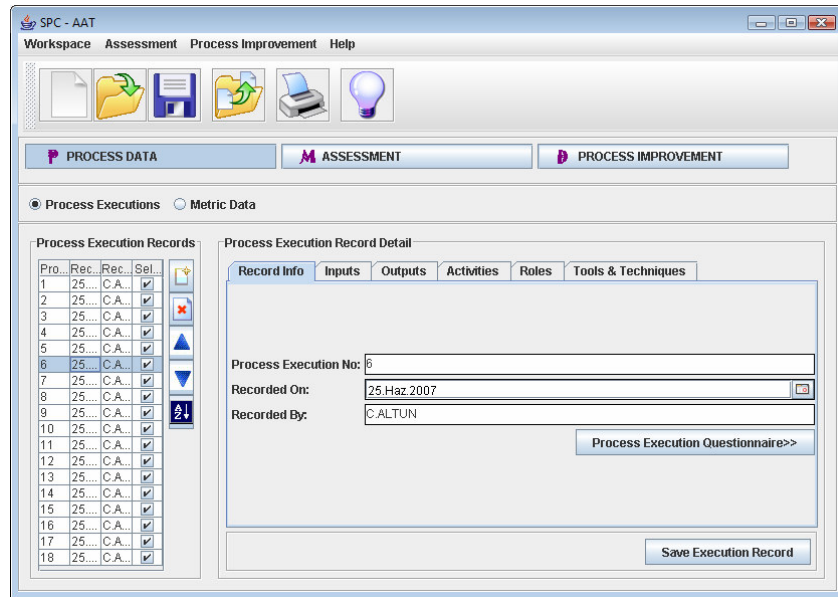 SPC - AAT
Workspace Assessment Process Improvement Help
P PROCESS DATA M ASSESSMENT PROCESS IMPROVEMENT
Process Executions Metric Data
Process Execution Records
Pro... Rec... Rec... Sel...
1 25.... C.A...
2 25.... C.A...
3 25.... C.A...
4 25.... C.A...
5 25.... C.A...
6 25.... C.A...
7 25.... C.A...
8 25.... C.A...
9 25.... C.A...
10 25.... C.A...
11 25.... C.A...
12 25.... C.A...
13 25.... C.A...
14 25.... C.A...
15 25.... C.A...
16 25.... C.A...
17 25.... C.A...
18 25.... C.A...
A
Z
Process Execution Record Detail
Record Info Inputs Outputs Activities Roles Tools & Techniques
Process Execution No: 6
Recorded On: 25.Haz.2007
Recorded By: C.ALTUN
Process Execution Questionnaire>>
Save Execution Record